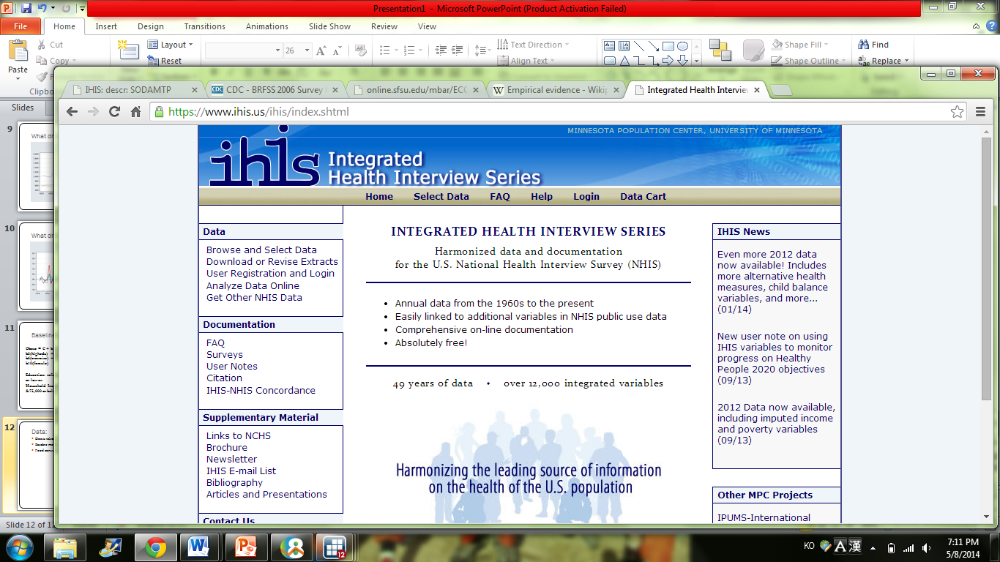 Presentation1 - Microsoft PowerPoint (Product Activation Failed)
File Home Insert Design Transitions Animations Slide Show Review View
Cut
Copy
Paste
Layout
Reset
26
Text Direction
Align Text
Shape Fill
Shape Outline
Find
Replace
Slides
IHIS: descr: SODAMTP
CDC - BRFSS 2006 Survey
online.sfsu.edu/mbar/ECO
Empirical evidence - Wikip
Integrated Health Intervie
https://www.ihis.us/ihis/index.shtml
MINNESOTA POPULATION CENTER, UNIVERSITY OF MINNESOTA
ihis Integrated
Health Interview Series
Home Select Data FAQ Help Login Data Cart
Data
Browse and Select Data
Download or Revise Extracts
User Registration and Login
Analyze Data Online
Get Other NHIS Data
Documentation
FAQ
Surveys
User Notes
Citation
IHIS-NHIS Concordance
Supplementary Material
Links to NCHS
Brochure
Newsletter
IHIS E-mail List
Bibliography
Articles and Presentations
Contact Us
INTEGRATED HEALTH INTERVIEW SERIES
Harmonized data and documentation
for the U.S. National Health Interview Survey (NHIS)
• Annual data from the 1960s to the present
• Easily linked to additional variables in NHIS public use data
• Comprehensive on-line documentation
• Absolutely free!
49 years of data • over 12,000 integrated variables
Harmonizing the leading source of information
on the health of the U.S. population
IHIS News
Even more 2012 data
now available! Includes
more alternative health
measures, child balance
variables, and more...
(01/14)
New user note on using
IHIS variables to monitor
progress on Healthy
People 2020 objectives
(09/13)
2012 Data now available,
including imputed income
and poverty variables
(09/13)
Other MPC Projects
IPUMS-International
9
What dr
10
What dr
11
Baseline
12
Data:
Slide 12 of 12
KO A 漢
12
7:11 PM
5/8/2014